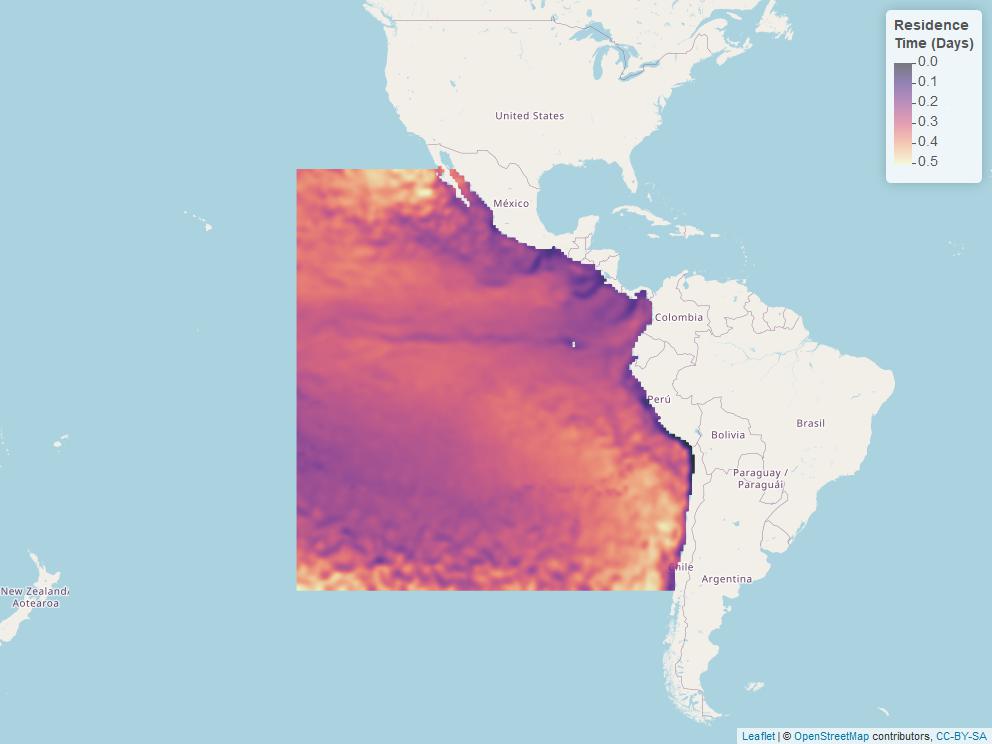 Residence
Time (Days)
0.0
0.1
0.2
0.3
0.4
0.5
United States
México
Colombia
Perú
Brasil
Bolivia
Paraguay /
Paraguái
Chile
Argentina
New Zealand/
Aotearoa
Leaflet | © OpenStreetMap contributors, CC-BY-SA